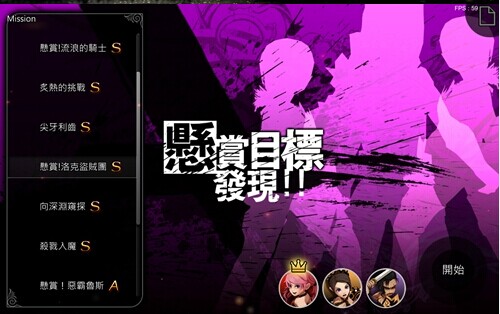 FPS : 59
Mission
懸賞!流浪的騎士 S
炙熱的挑戰 S
尖牙利齒 S
懸賞!洛克盜賊團 S
向深淵窺探 S
殺戮人魔 S
懸賞！惡霸魯斯 A
懸賞目標
發現!!
開始